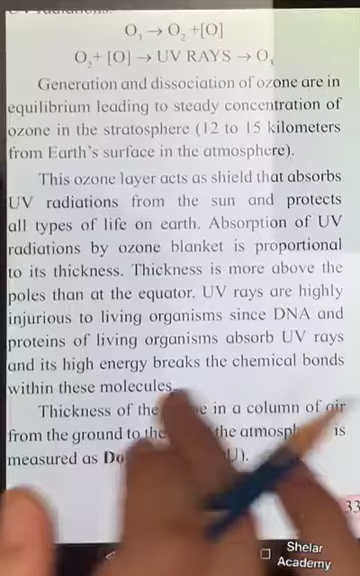 O₃ → O₂ +[O]
O₂+ [O] → UV RAYS → O₃
Generation and dissociation of ozone are in
equilibrium leading to steady concentration of
ozone in the stratosphere (12 to 15 kilometers
from Earth's surface in the atmosphere).
This ozone layer acts as shield that absorbs
UV radiations from the sun and protects
all types of life on earth. Absorption of UV
radiations by ozone blanket is proportional
to its thickness. Thickness is more above the
poles than at the equator. UV rays are highly
injurious to living organisms since DNA and
proteins of living organisms absorb UV rays
and its high energy breaks the chemical bonds
within these molecules.
Thickness of the in a column of air
from the ground to the the is
measured as U).
33
Shelar
Academy